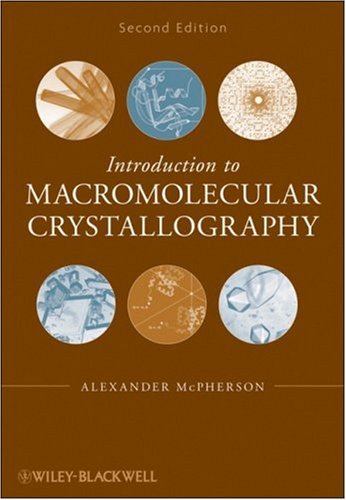 Second Edition
Introduction to
MACROMOLECULAR
CRYSTALLOGRAPHY
ALEXANDER McPHERSON
WILEY-BLACKWELL